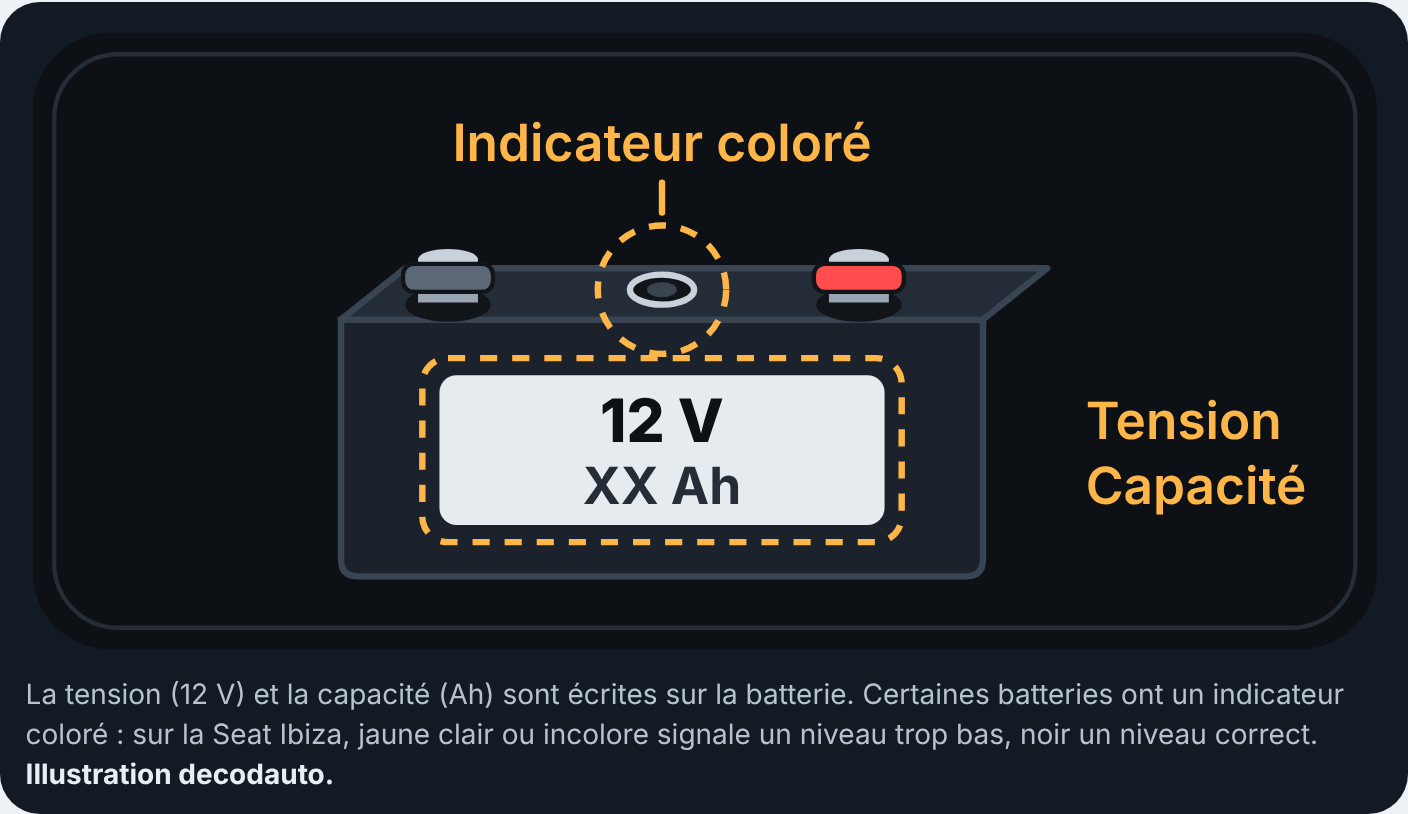 Indicateur coloré
12 V
XX Ah
Tension
Capacité
La tension (12 V) et la capacité (Ah) sont écrites sur la batterie. Certaines batteries ont un indicateur
coloré : sur la Seat Ibiza, jaune clair ou incolore signale un niveau trop bas, noir un niveau correct.
Illustration decodauto.